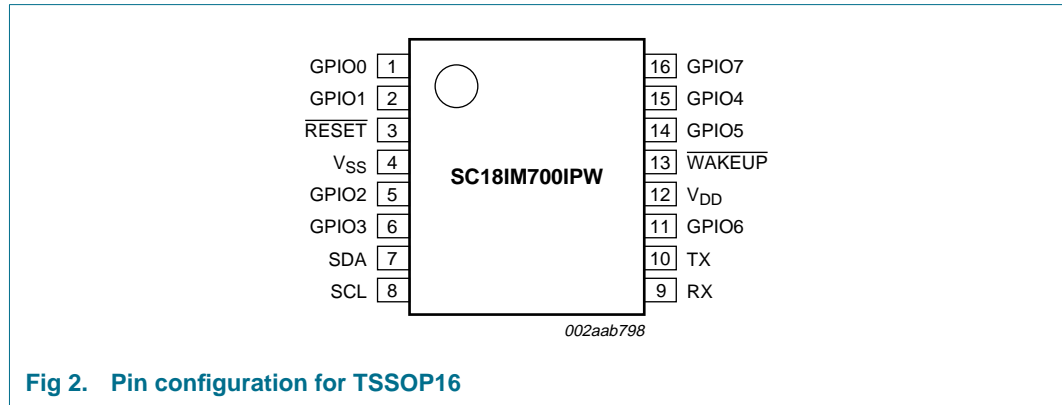 GPIO0 1 16 GPIO7
GPIO1 2 15 GPIO4
RESET 3 14 GPIO5
VSS 4 13 WAKEUP
SC18IM700IPW
GPIO2 5 12 VDD
GPIO3 6 11 GPIO6
SDA 7 10 TX
SCL 8 9 RX
002aab798
Fig 2. Pin configuration for TSSOP16